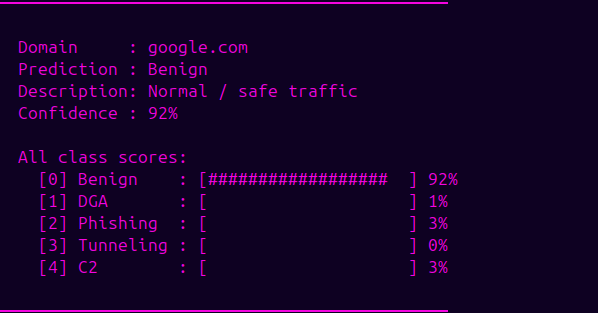 Domain     : google.com
Prediction : Benign
Description: Normal / safe traffic
Confidence : 92%
All class scores:
  [0] Benign    : [##################  ] 92%
  [1] DGA       : [                    ] 1%
  [2] Phishing  : [                    ] 3%
  [3] Tunneling : [                    ] 0%
  [4] C2        : [                    ] 3%